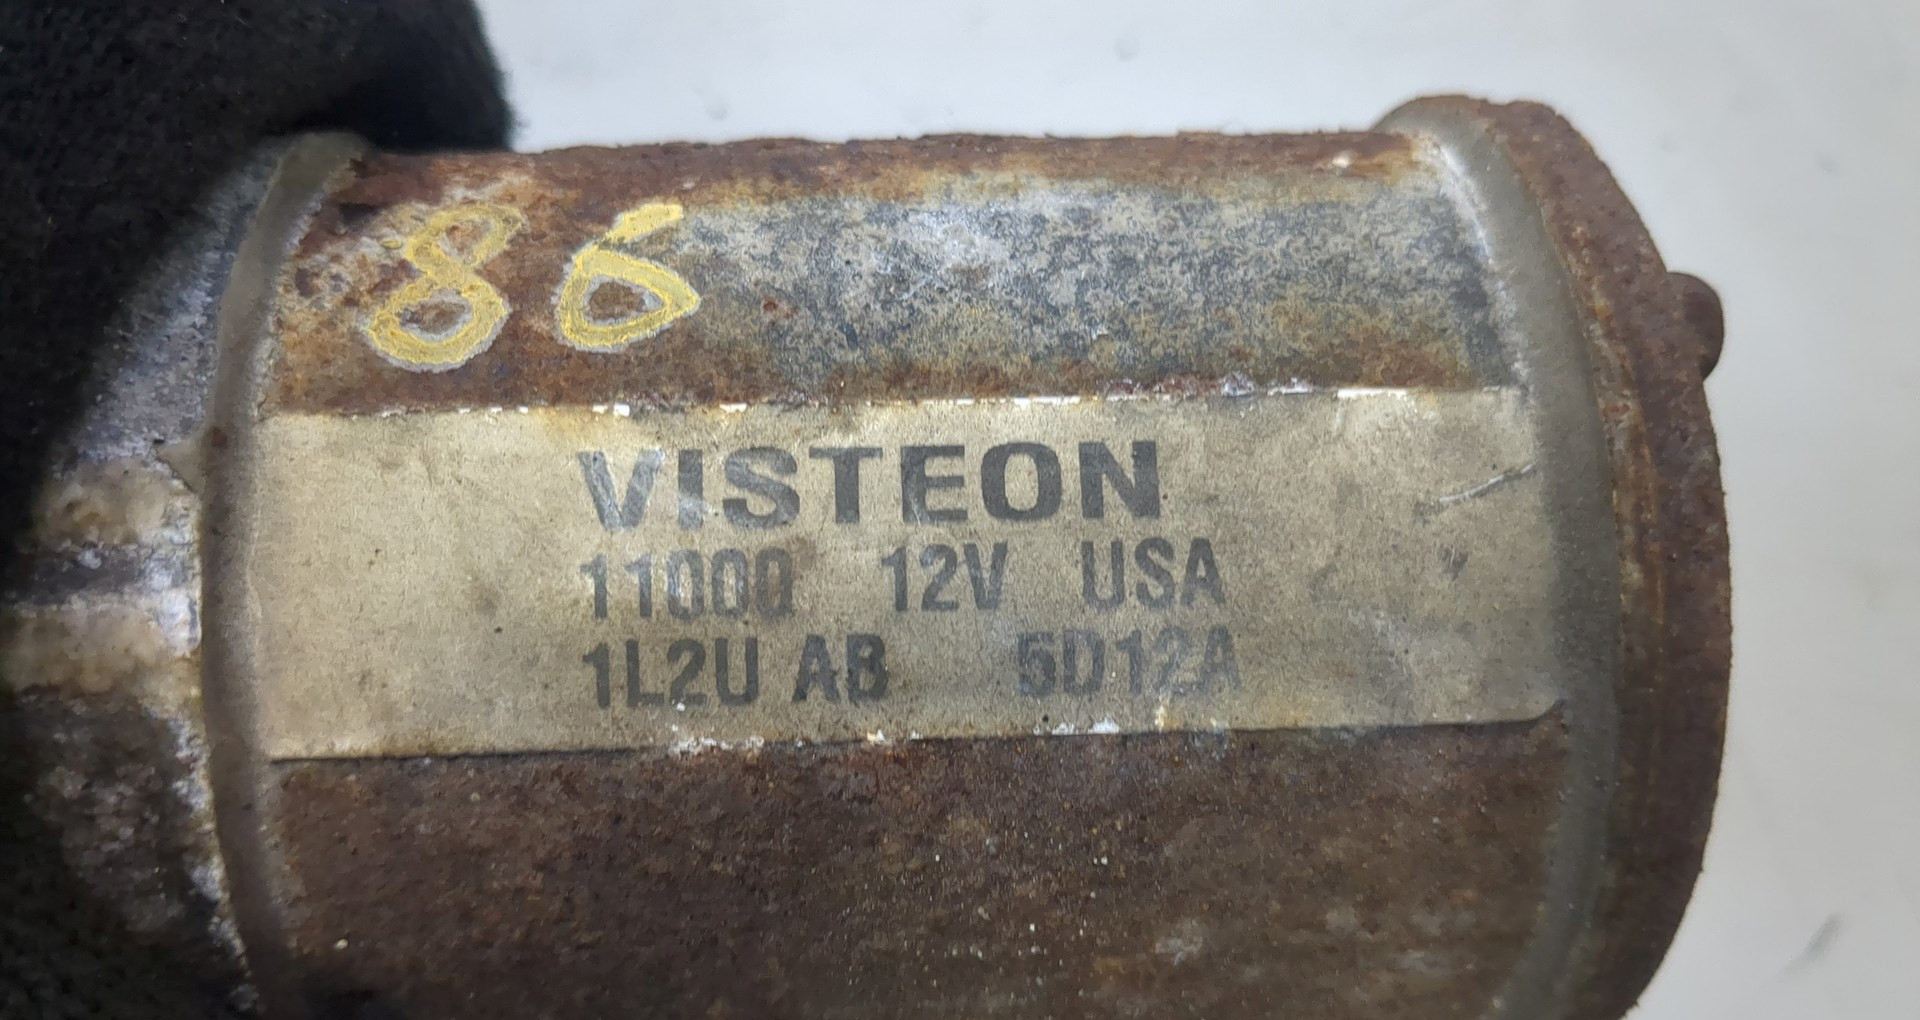 86
VISTEON
11000 12V USA
1L2U AB 5D12A